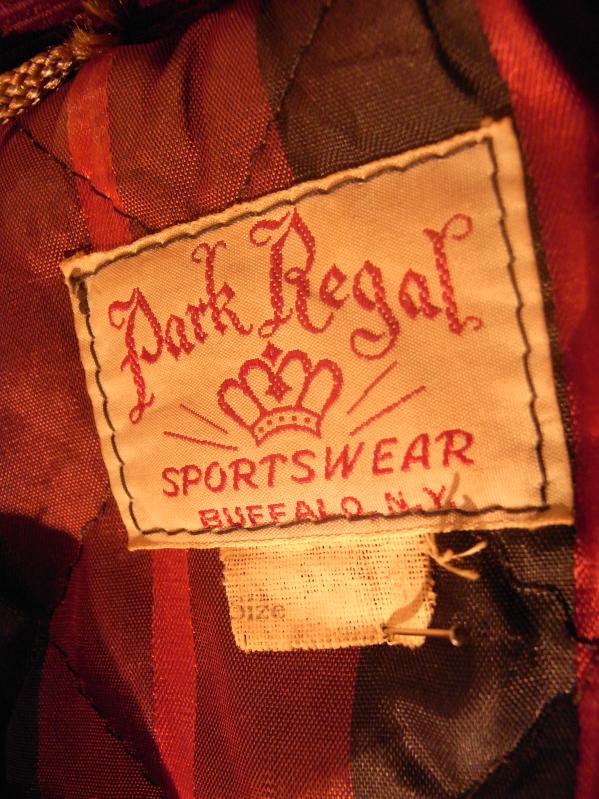 Park Regal
SPORTSWEAR
BUFFALO, N.Y.
Size